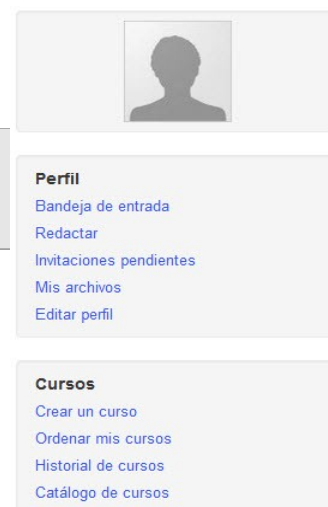 Perfil
Bandeja de entrada
Redactar
Invitaciones pendientes
Mis archivos
Editar perfil
Cursos
Crear un curso
Ordenar mis cursos
Historial de cursos
Catálogo de cursos